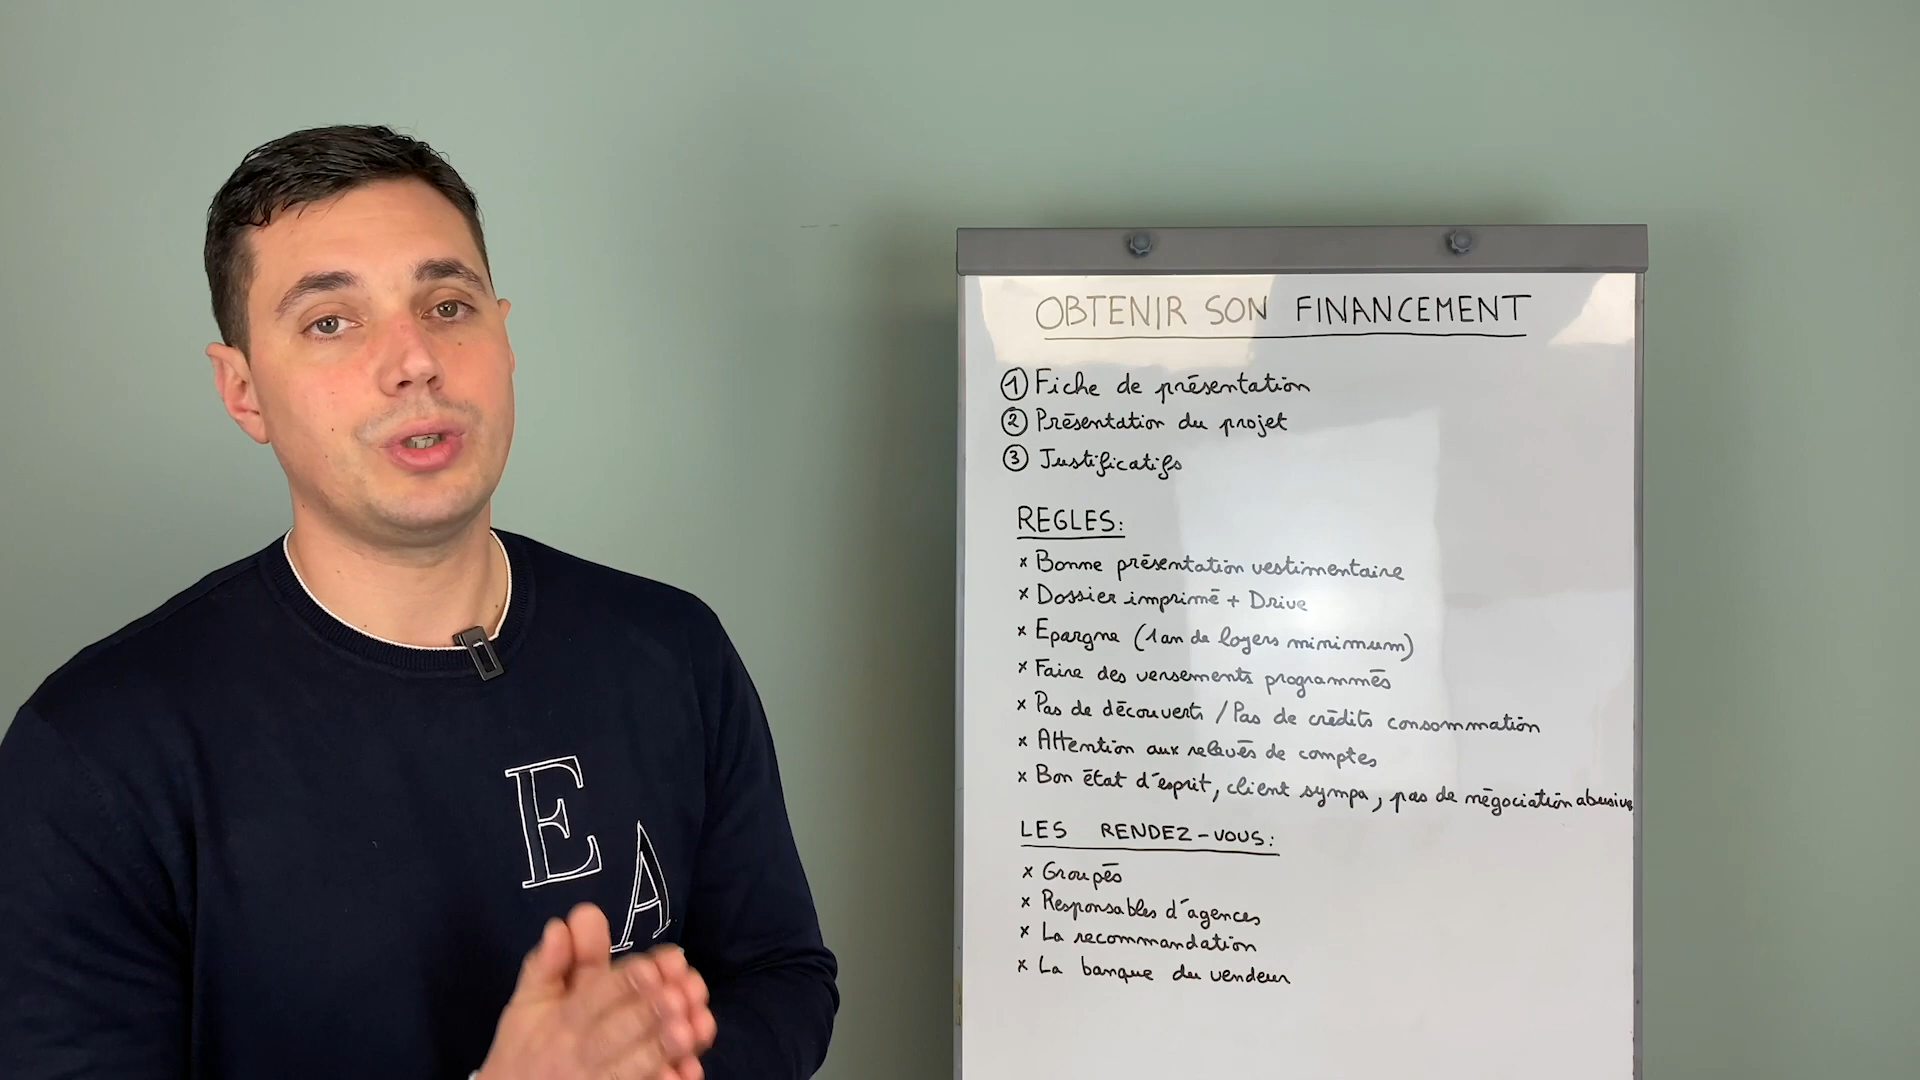 OBTENIR SON FINANCEMENT
① Fiche de présentation
② Présentation du projet
③ Justificatifs
REGLES:
x Bonne présentation vestimentaire
x Dossier imprimé + Drive
x Epargne (1 an de loyers minimum)
x Faire des versements programmés
x Pas de découverts / Pas de crédits consommation
x Attention aux relevés de comptes
x Bon état d'esprit, client sympa, pas de négociation abusive
LES RENDEZ-VOUS:
x Groupés
x Responsables d'agences
x La recommandation
x La banque du vendeur
E
A